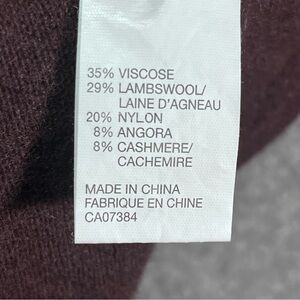 35% VISCOSE
29% LAMBSWOOL/
LAINE D'AGNEAU
20% NYLON
8% ANGORA
8% CASHMERE/
CACHEMIRE
MADE IN CHINA
FABRIQUE EN CHINE
CA07384